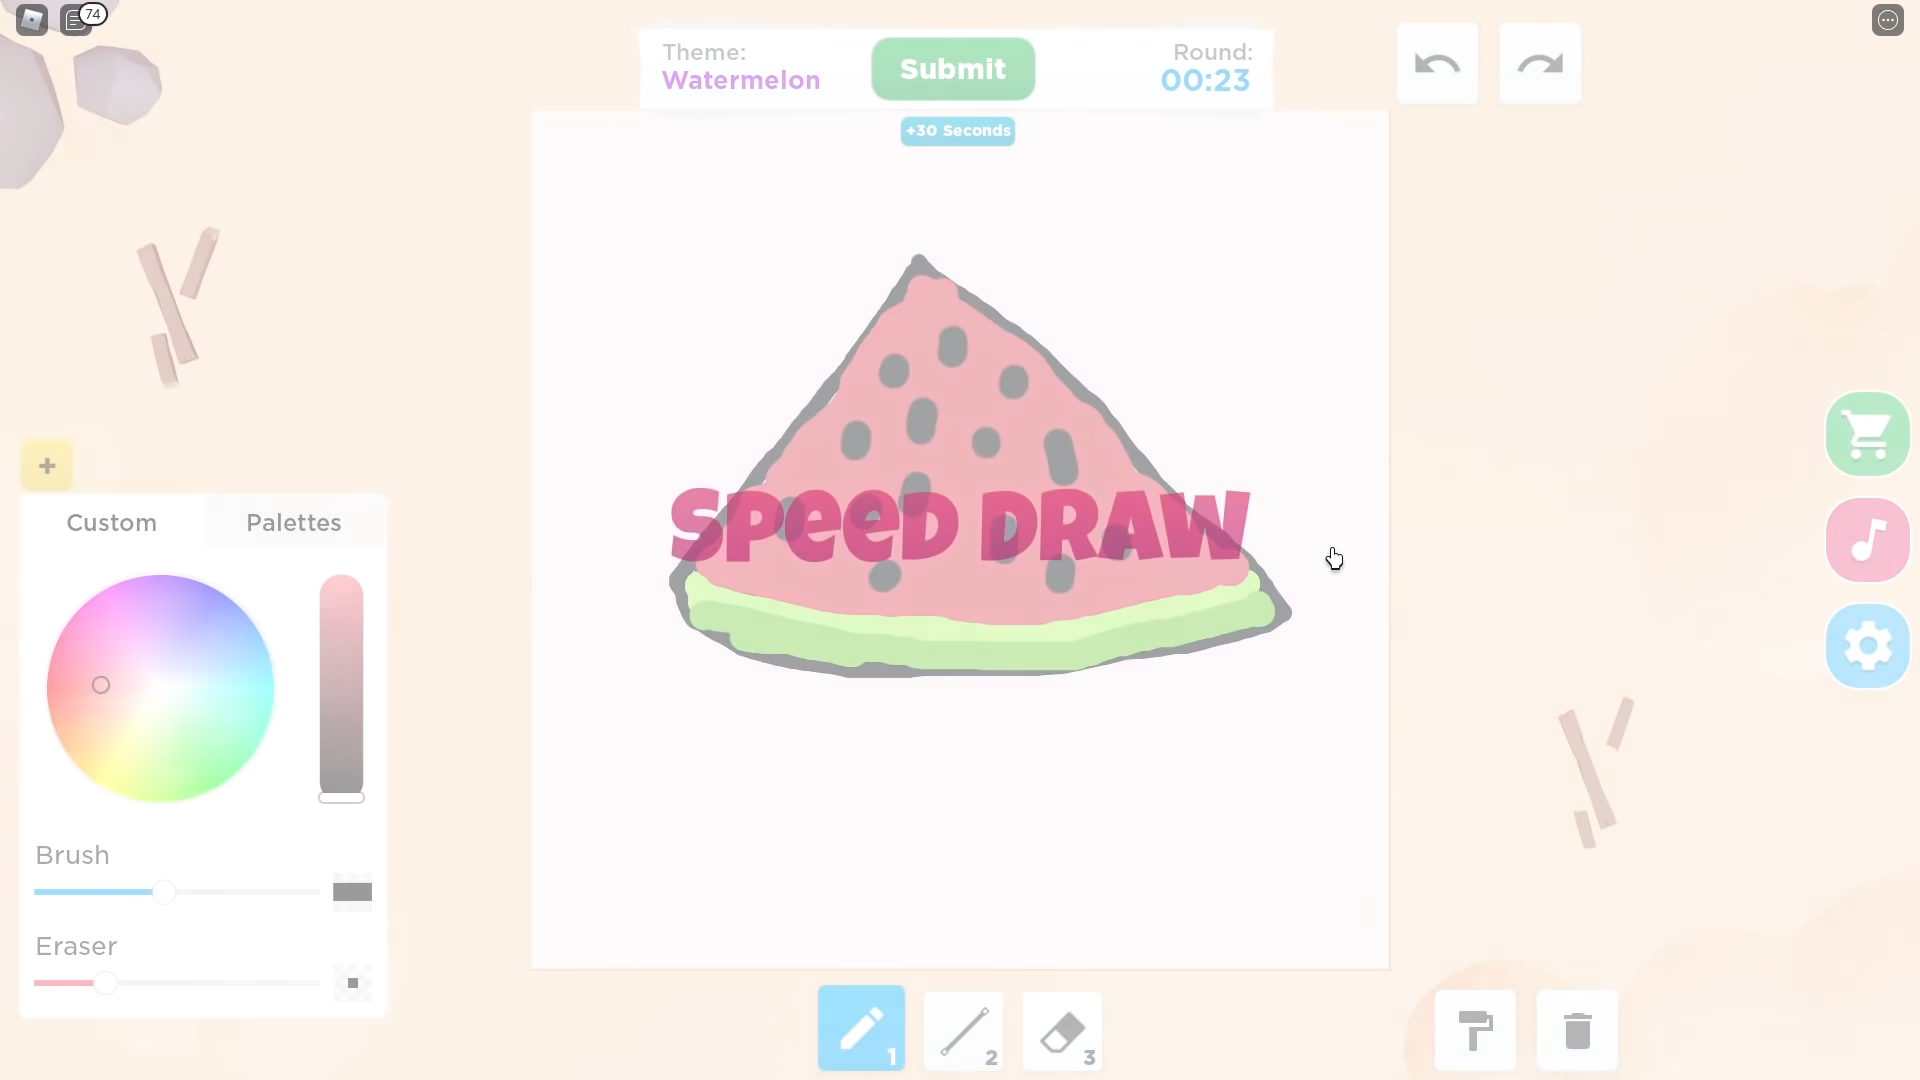 74
Theme:
Watermelon
Submit
Round:
00:23
+30 Seconds
+
Custom
Palettes
SPeeD DRAW
Brush
Eraser
1
2
3